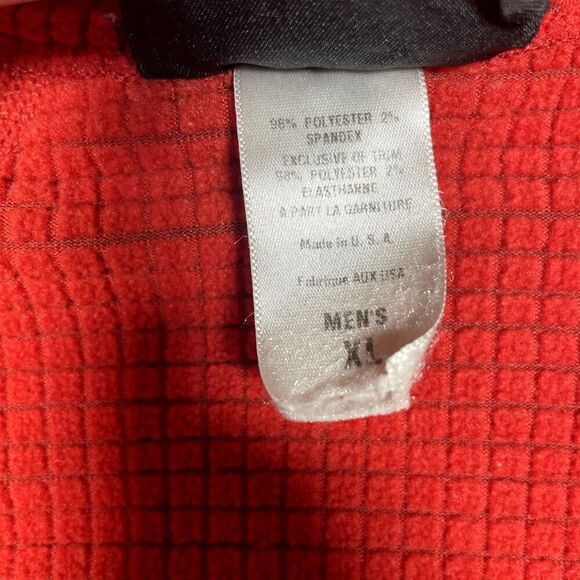 98% POLYESTER 2%
SPANDEX
EXCLUSIVE OF TRIM
98% POLYESTER 2%
ELASTHANNE
A PART LA GARNITURE
Made in U. S. A.
Fabrique AUX USA
MEN'S
XL